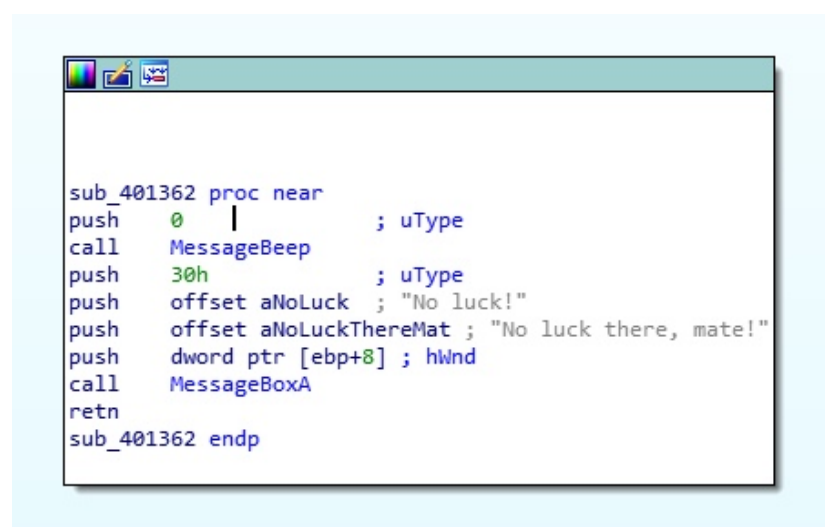 sub_401362 proc near
push 0 ; uType
call MessageBeep
push 30h ; uType
push offset aNoLuck ; "No luck!"
push offset aNoLuckThereMat ; "No luck there, mate!"
push dword ptr [ebp+8] ; hWnd
call MessageBoxA
retn
sub_401362 endp